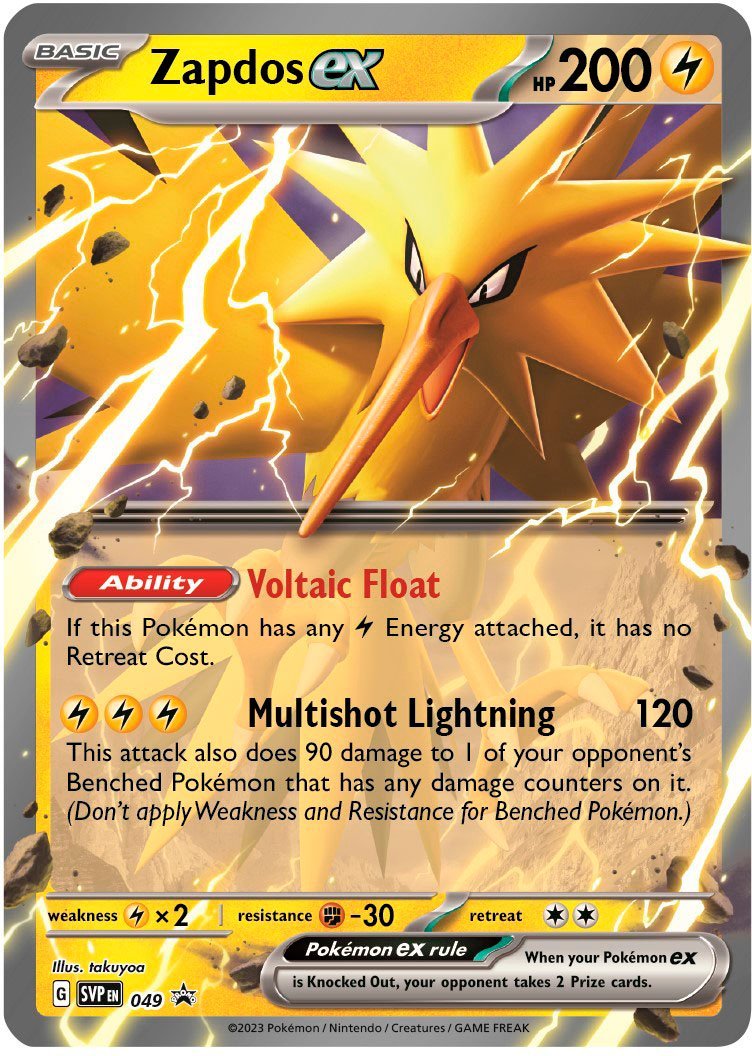 BASIC Zapdos ex HP 200
Ability Voltaic Float
If this Pokémon has any Energy attached, it has no
Retreat Cost.
Multishot Lightning 120
This attack also does 90 damage to 1 of your opponent's
Benched Pokémon that has any damage counters on it.
(Don't apply Weakness and Resistance for Benched Pokémon.)
weakness ×2 resistance -30 retreat
Pokémon ex rule When your Pokémon ex
is Knocked Out, your opponent takes 2 Prize cards.
Illus. takuyoa
G SVP EN 049
©2023 Pokémon / Nintendo / Creatures / GAME FREAK